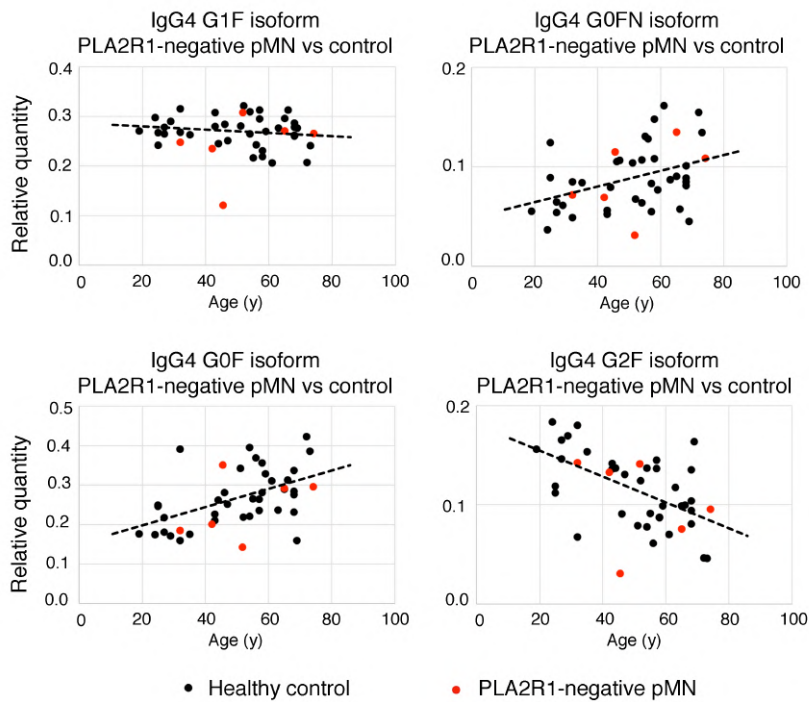 IgG4 G1F isoform
PLA2R1-negative pMN vs control
0.4
0.3
0.2
0.1
0.0
Relative quantity
0 20 40 60 80 100
Age (y)
IgG4 G0FN isoform
PLA2R1-negative pMN vs control
0.2
0.1
0.0
0 20 40 60 80 100
Age (y)
IgG4 G0F isoform
PLA2R1-negative pMN vs control
0.5
0.4
0.3
0.2
0.1
0.0
Relative quantity
0 20 40 60 80 100
Age (y)
IgG4 G2F isoform
PLA2R1-negative pMN vs control
0.2
0.1
0.0
0 20 40 60 80 100
Age (y)
Healthy control
PLA2R1-negative pMN